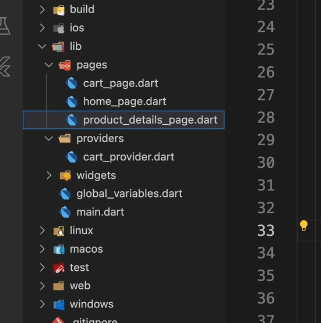 build
ios
lib
pages
cart_page.dart
home_page.dart
product_details_page.dart
providers
cart_provider.dart
widgets
global_variables.dart
main.dart
linux
macos
test
web
windows
.gitignore
23
24
25
26
27
28
29
30
31
32
33
34
35
36
37